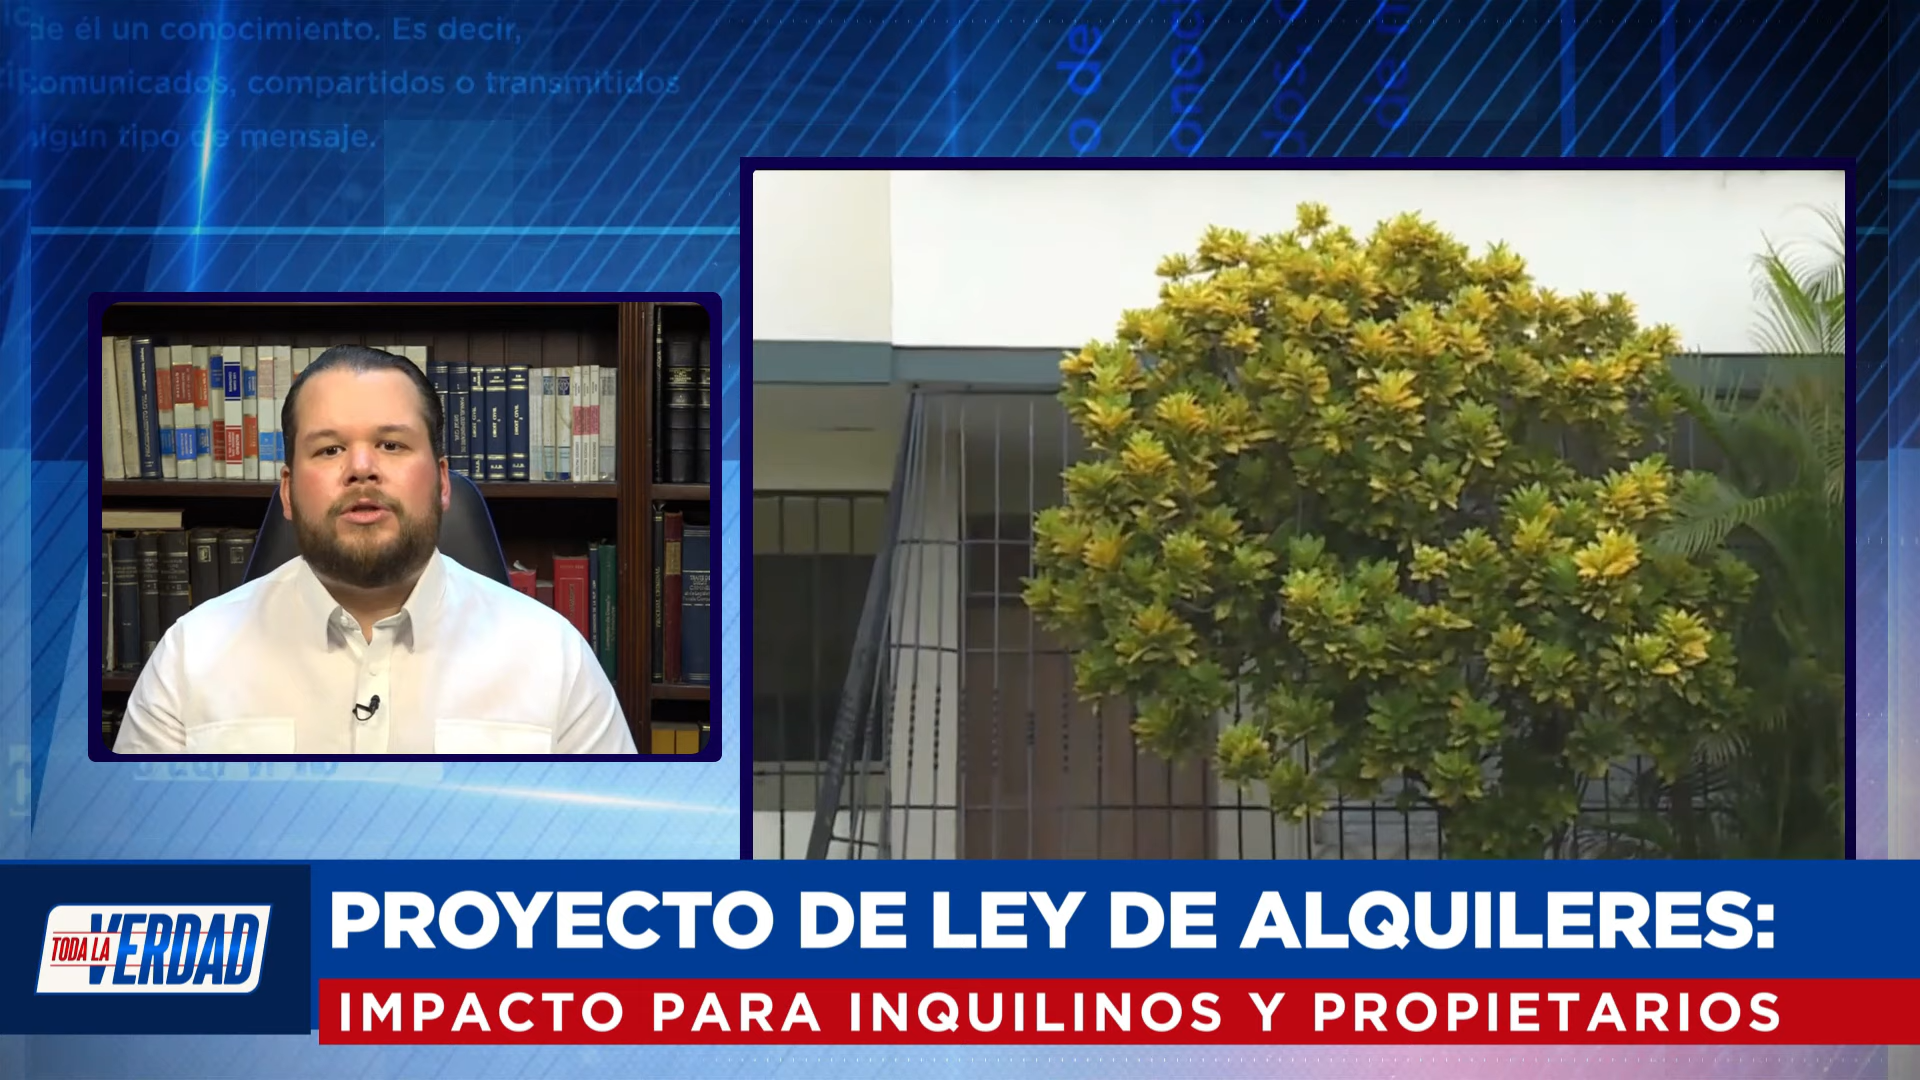 de él un conocimiento. Es decir,
comunicados, compartidos o transmitidos
algún tipo de mensaje.
o de
TODA LA
VERDAD
PROYECTO DE LEY DE ALQUILERES:
IMPACTO PARA INQUILINOS Y PROPIETARIOS